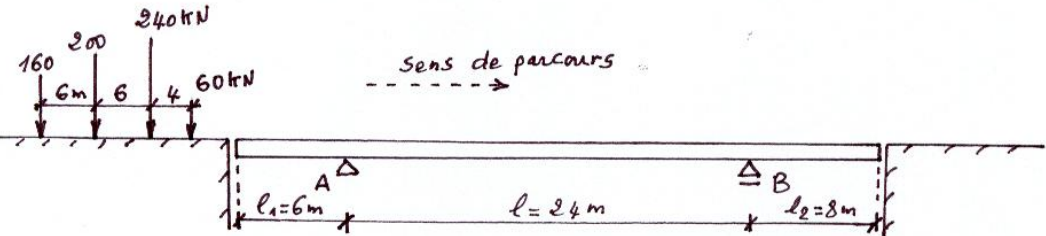 240kN
200
160
60kN
6m 6 4
sens de parcours
A
B
l₁=6m
l=24m
l₂=8m